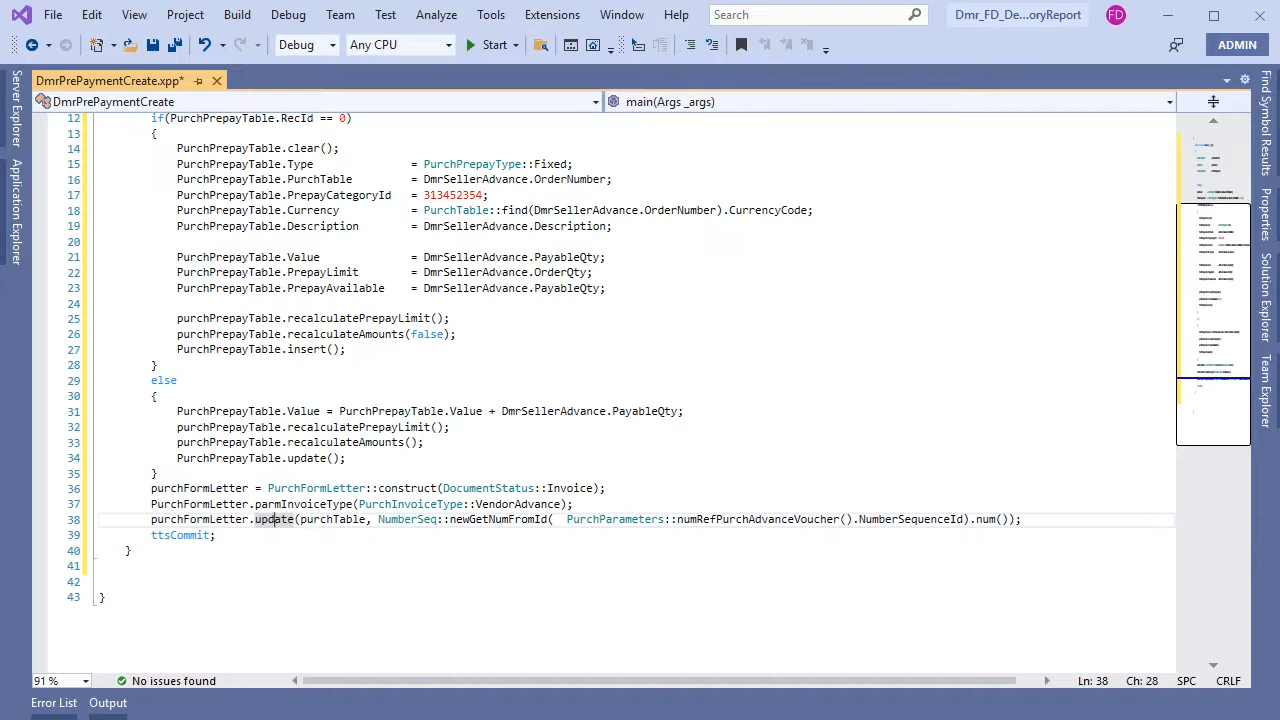 File Edit View Project Build Debug Team Test Analyze Tools Extensions Window Help Search Dmr_FD_De...oryReport FD
Debug Any CPU Start ADMIN
DmrPrePaymentCreate.xpp*
DmrPrePaymentCreate main(Args _args)
12 if(PurchPrepayTable.RecId == 0)
13 {
14 PurchPrepayTable.clear();
15 PurchPrepayTable.Type = PurchPrepayType::Fixed;
16 PurchPrepayTable.PurchTable = DmrSellerAdvance.OrderNumber;
17 PurchPrepayTable.PrepyCategoryId = 313452354;
18 PurchPrepayTable.Currency = PurchTable::find(DmrSellerAdvance.OrderNumber).CurrencyCode;
19 PurchPrepayTable.Description = DmrSellerAdvance.Description;
20
21 PurchPrepayTable.Value = DmrSellerAdvance.PayableQty;
22 PurchPrepayTable.PrepayLimit = DmrSellerAdvance.OrderQty;
23 PurchPrepayTable.PrepayAvailable = DmrSellerAdvance.PayableQty;
24
25 purchPrepayTable.recalculatePrepayLimit();
26 purchPrepayTable.recalculateAmounts(false);
27 PurchPrepayTable.insert();
28 }
29 else
30 {
31 PurchPrepayTable.Value = PurchPrepayTable.Value + DmrSellerAdvance.PayableQty;
32 purchPrepayTable.recalculatePrepayLimit();
33 purchPrepayTable.recalculateAmounts();
34 PurchPrepayTable.update();
35 }
36 purchFormLetter = PurchFormLetter::construct(DocumentStatus::Invoice);
37 PurchFormLetter.parmInvoiceType(PurchInvoiceType::VendorAdvance);
38 purchFormLetter.update(purchTable, NumberSeq::newGetNumFromId( PurchParameters::numRefPurchAdvanceVoucher().NumberSequenceId).num());
39 ttsCommit;
40 }
41
42
43 }
Server Explorer
Application Explorer
Find Symbol Results
Properties
Solution Explorer
Team Explorer
91 % No issues found Ln: 38 Ch: 28 SPC CRLF
Error List Output